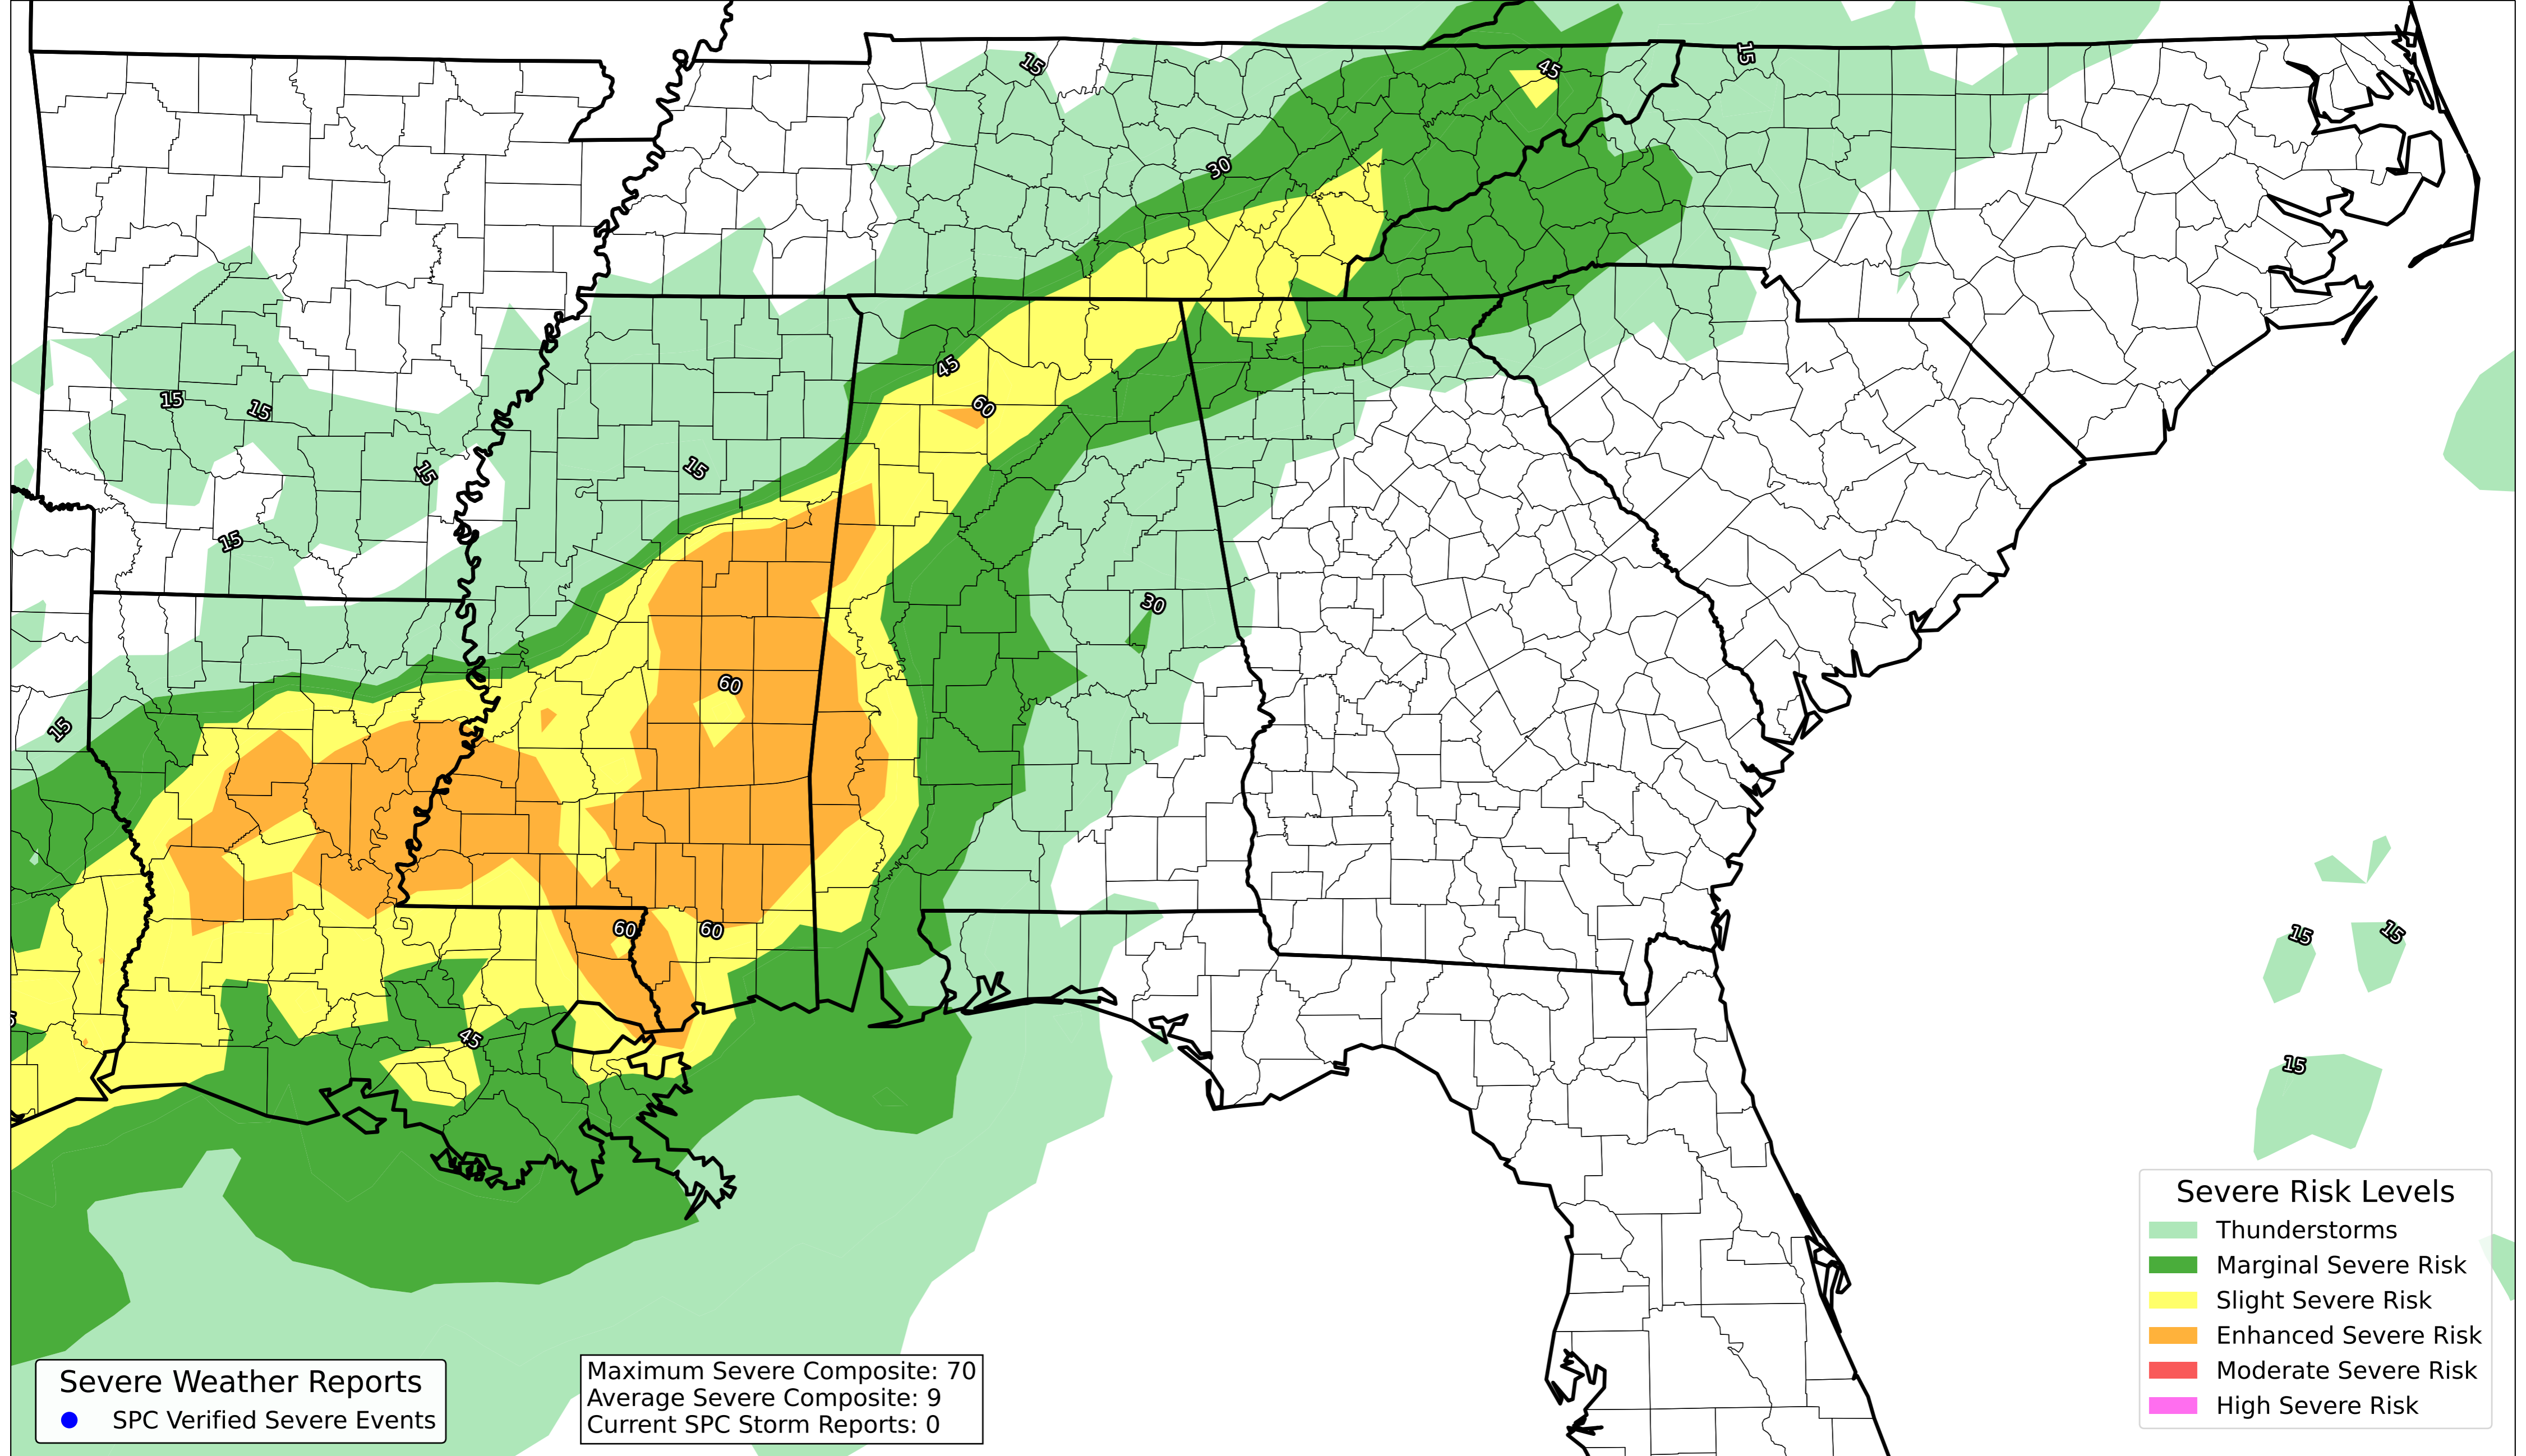 15
15
45
30
45
60
15
15
15
15
15
30
60
15
60
60
15
15
45
15
Severe Risk Levels
Thunderstorms
Marginal Severe Risk
Slight Severe Risk
Enhanced Severe Risk
Moderate Severe Risk
High Severe Risk
Severe Weather Reports
SPC Verified Severe Events
Maximum Severe Composite: 70
Average Severe Composite: 9
Current SPC Storm Reports: 0